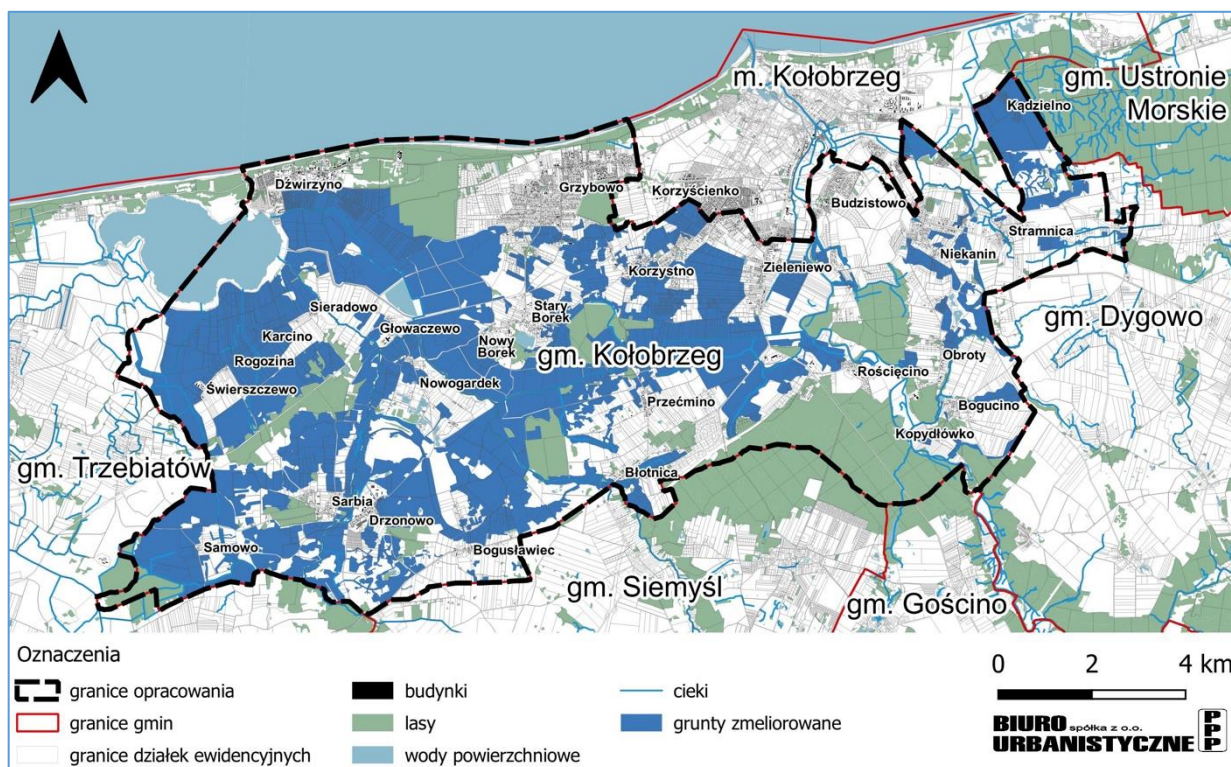 m. Kołobrzeg
gm. Ustronie
Morskie
Kądzielno
Dźwirzyno
Grzybowo
Korzyścienko
Budzistowo
Stramnica
Niekanin
Zieleniewo
Korzystno
Sieradowo
Stary
Borek
Karcino
Głowaczewo
Nowy
Borek
gm. Kołobrzeg
gm. Dygowo
Rogozina
Obroty
Rościęcino
Świerszczewo
Nowogardek
Przećmino
Bogucino
Kopydłówko
gm. Trzebiatów
Błotnica
Sarbia
Drzonowo
Samowo
Bogusławiec
gm. Siemyśl
gm. Gościno
Oznaczenia
granice opracowania
granice gmin
granice działek ewidencyjnych
budynki
lasy
wody powierzchniowe
cieki
grunty zmeliorowane
0 2 4 km
BIURO spółka z o.o.
URBANISTYCZNE
P
P
P